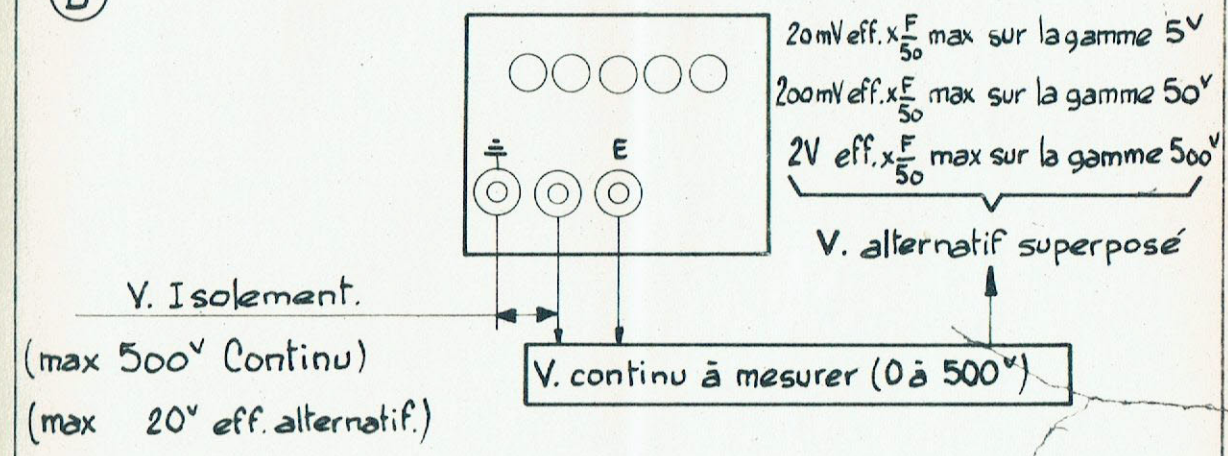 20mV eff. x F/50 max sur la gamme 5V
200mV eff. x F/50 max sur la gamme 50V
2V eff. x F/50 max sur la gamme 500V
V. alternatif superposé
⏚ E
V. Isolement.
(max 500V Continu)
(max 20V eff. alternatif.)
V. continu à mesurer (0 à 500V)